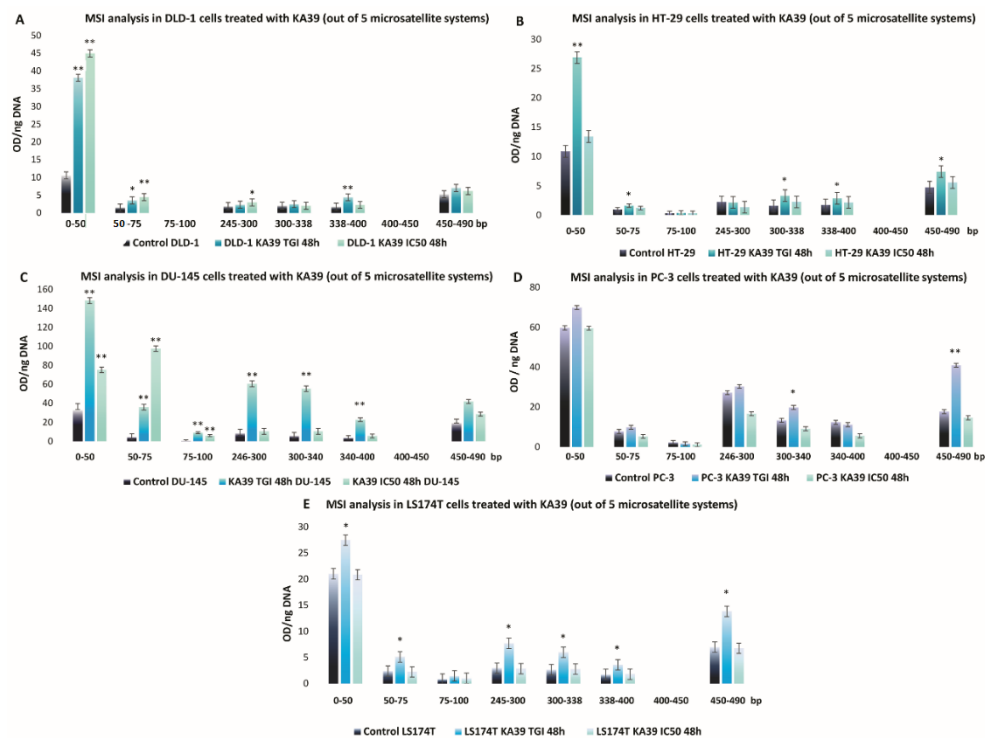 A MSI analysis in DLD-1 cells treated with KA39 (out of 5 microsatellite systems)
OD/ng DNA
50
45
40
35
30
25
20
15
10
5
0
** ** * ** * **
0-50 50-75 75-100 245-300 300-338 338-400 400-450 450-490 bp
Control DLD-1 DLD-1 KA39 TGI 48h DLD-1 KA39 IC50 48h
B MSI analysis in HT-29 cells treated with KA39 (out of 5 microsatellite systems)
OD/ng DNA
30
25
20
15
10
5
0
** * * * *
0-50 50-75 75-100 245-300 300-338 338-400 400-450 450-490 bp
Control HT-29 HT-29 KA39 TGI 48h HT-29 KA39 IC50 48h
C MSI analysis in DU-145 cells treated with KA39 (out of 5 microsatellite systems)
OD/ng DNA
160
140
120
100
80
60
40
20
0
** ** ** ** ** ** ** ** **
0-50 50-75 75-100 246-300 300-340 340-400 400-450 450-490 bp
Control DU-145 KA39 TGI 48h DU-145 KA39 IC50 48h DU-145
D MSI analysis in PC-3 cells treated with KA39 (out of 5 microsatellite systems)
OD / ng DNA
80
60
40
20
0
* **
0-50 50-75 75-100 246-300 300-340 340-400 400-450 450-490 bp
Control PC-3 PC-3 KA39 TGI 48h PC-3 KA39 IC50 48h
E MSI analysis in LS174T cells treated with KA39 (out of 5 microsatellite systems)
OD/ng DNA
30
25
20
15
10
5
0
* * * * * *
0-50 50-75 75-100 245-300 300-338 338-400 400-450 450-490 bp
Control LS174T LS174T KA39 TGI 48h LS174T KA39 IC50 48h